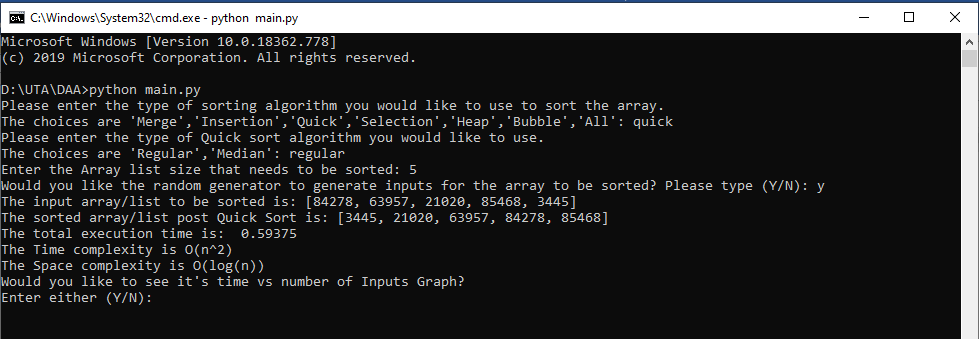 C:\Windows\System32\cmd.exe - python  main.py
Microsoft Windows [Version 10.0.18362.778]
(c) 2019 Microsoft Corporation. All rights reserved.
D:\UTA\DAA>python main.py
Please enter the type of sorting algorithm you would like to use to sort the array.
The choices are 'Merge','Insertion','Quick','Selection','Heap','Bubble','All': quick
Please enter the type of Quick sort algorithm you would like to use.
The choices are 'Regular','Median': regular
Enter the Array list size that needs to be sorted: 5
Would you like the random generator to generate inputs for the array to be sorted? Please type (Y/N): y
The input array/list to be sorted is: [84278, 63957, 21020, 85468, 3445]
The sorted array/list post Quick Sort is: [3445, 21020, 63957, 84278, 85468]
The total execution time is:  0.59375
The Time complexity is O(n^2)
The Space complexity is O(log(n))
Would you like to see it's time vs number of Inputs Graph?
Enter either (Y/N):